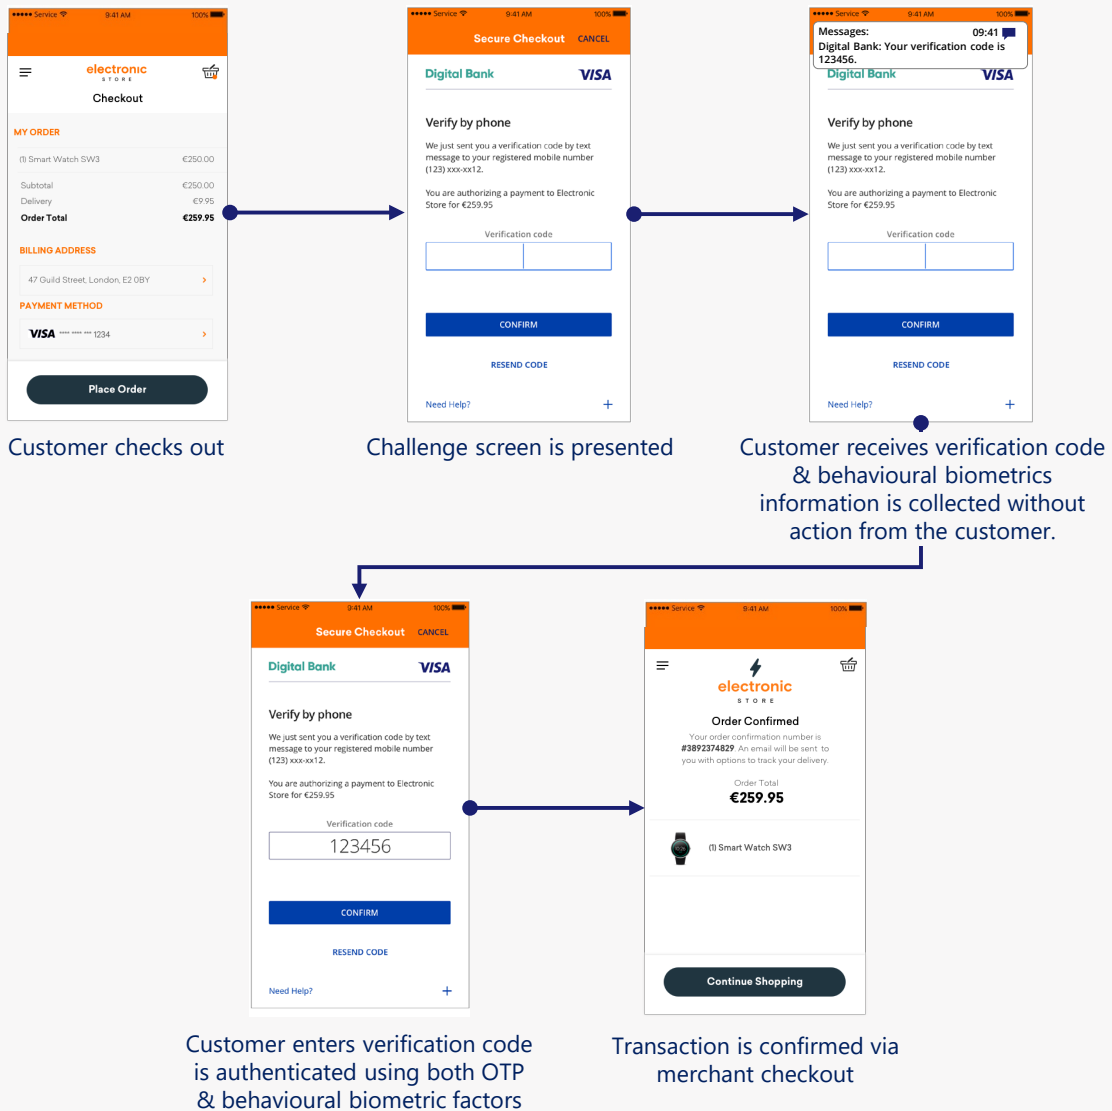 Service 9:41 AM 100%
electronic
STORE
Checkout
MY ORDER
(1) Smart Watch SW3 €250.00
Subtotal €250.00
Delivery €9.95
Order Total €259.95
BILLING ADDRESS
47 Guild Street, London, E2 0BY >
PAYMENT METHOD
VISA **** **** *** 1234 >
Place Order
Customer checks out
Service 9:41 AM 100%
Secure Checkout CANCEL
Digital Bank VISA
Verify by phone
We just sent you a verification code by text
message to your registered mobile number
(123) xxx-xx12.
You are authorizing a payment to Electronic
Store for €259.95
Verification code
CONFIRM
RESEND CODE
Need Help? +
Challenge screen is presented
Service 9:41 AM 100%
Messages: 09:41
Digital Bank: Your verification code is
123456.
Digital Bank VISA
Verify by phone
We just sent you a verification code by text
message to your registered mobile number
(123) xxx-xx12.
You are authorizing a payment to Electronic
Store for €259.95
Verification code
CONFIRM
RESEND CODE
Need Help? +
Customer receives verification code
& behavioural biometrics
information is collected without
action from the customer.
Service 9:41 AM 100%
Secure Checkout CANCEL
Digital Bank VISA
Verify by phone
We just sent you a verification code by text
message to your registered mobile number
(123) xxx-xx12.
You are authorizing a payment to Electronic
Store for €259.95
Verification code
123456
CONFIRM
RESEND CODE
Need Help? +
Customer enters verification code
is authenticated using both OTP
& behavioural biometric factors
Service 9:41 AM 100%
electronic
STORE
Order Confirmed
Your order confirmation number is
#3892374829. An email will be sent to
you with options to track your delivery.
Order Total
€259.95
(1) Smart Watch SW3
Continue Shopping
Transaction is confirmed via
merchant checkout